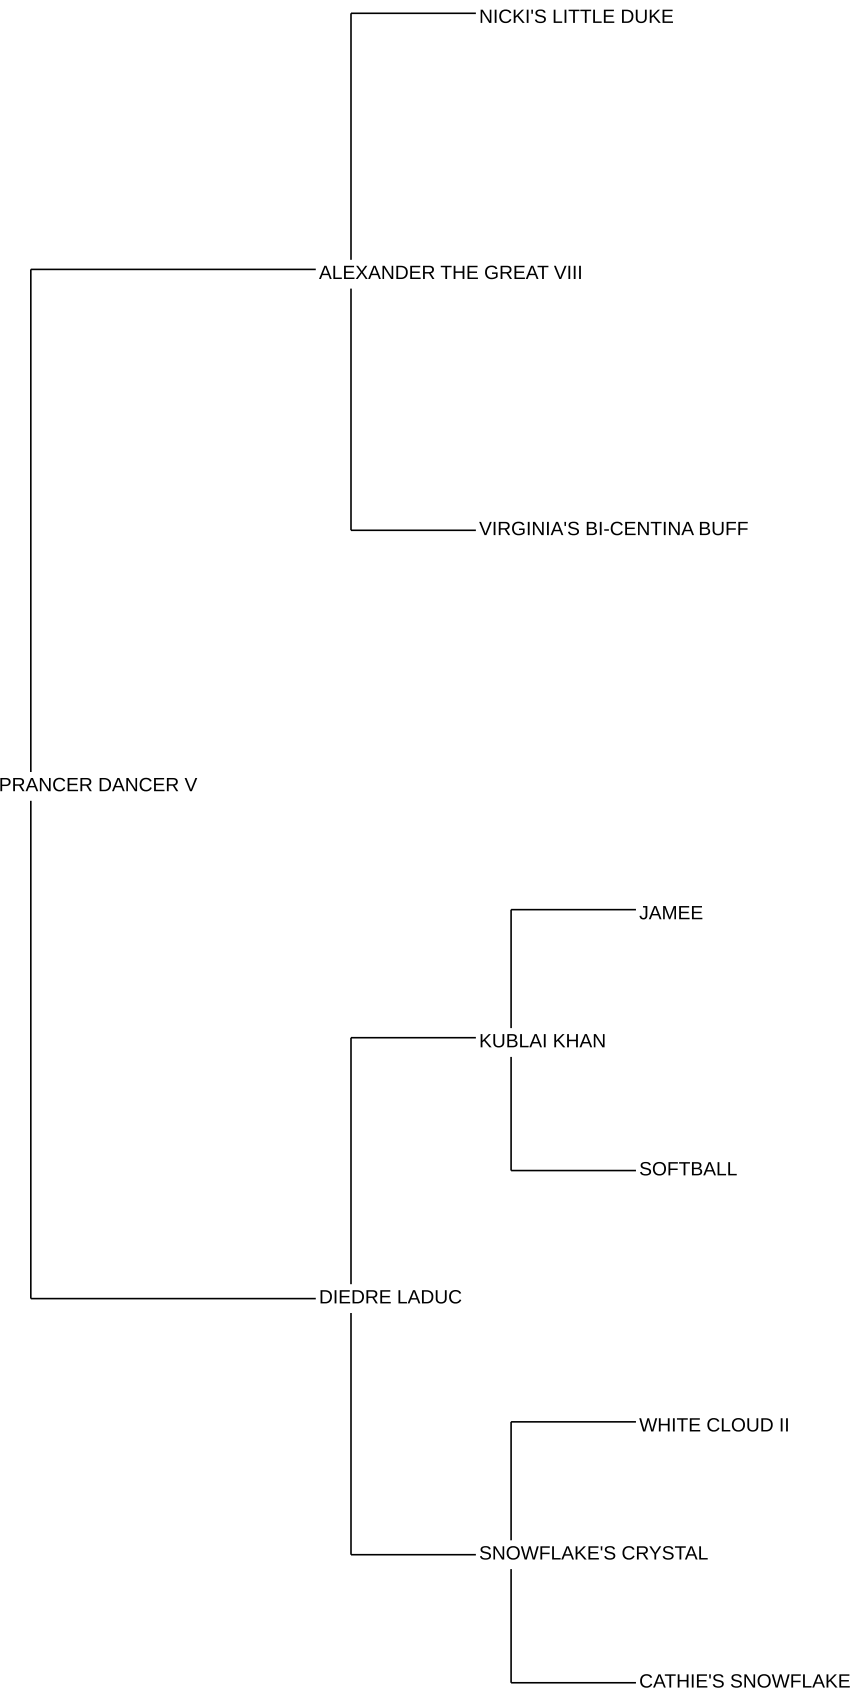 NICKI'S LITTLE DUKE
ALEXANDER THE GREAT VIII
VIRGINIA'S BI-CENTINA BUFF
PRANCER DANCER V
JAMEE
KUBLAI KHAN
SOFTBALL
DIEDRE LADUC
WHITE CLOUD II
SNOWFLAKE'S CRYSTAL
CATHIE'S SNOWFLAKE